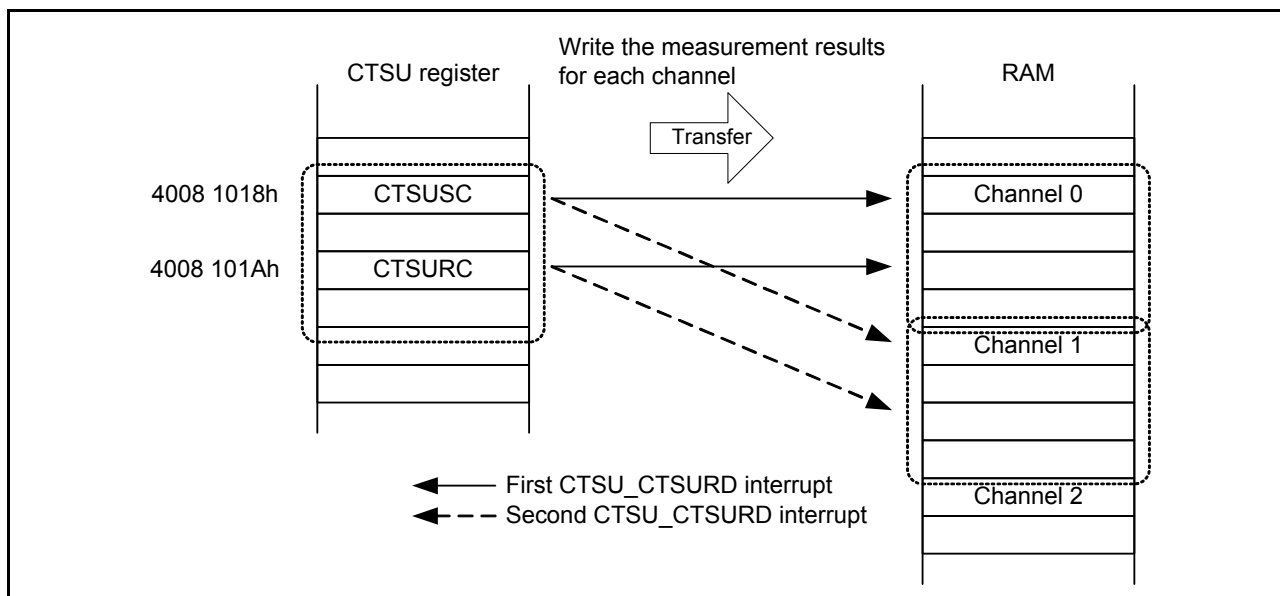 Write the measurement results
for each channel
CTSU register
RAM
Transfer
4008 1018h
CTSUSC
Channel 0
4008 101Ah
CTSURC
Channel 1
First CTSU_CTSURD interrupt
Second CTSU_CTSURD interrupt
Channel 2